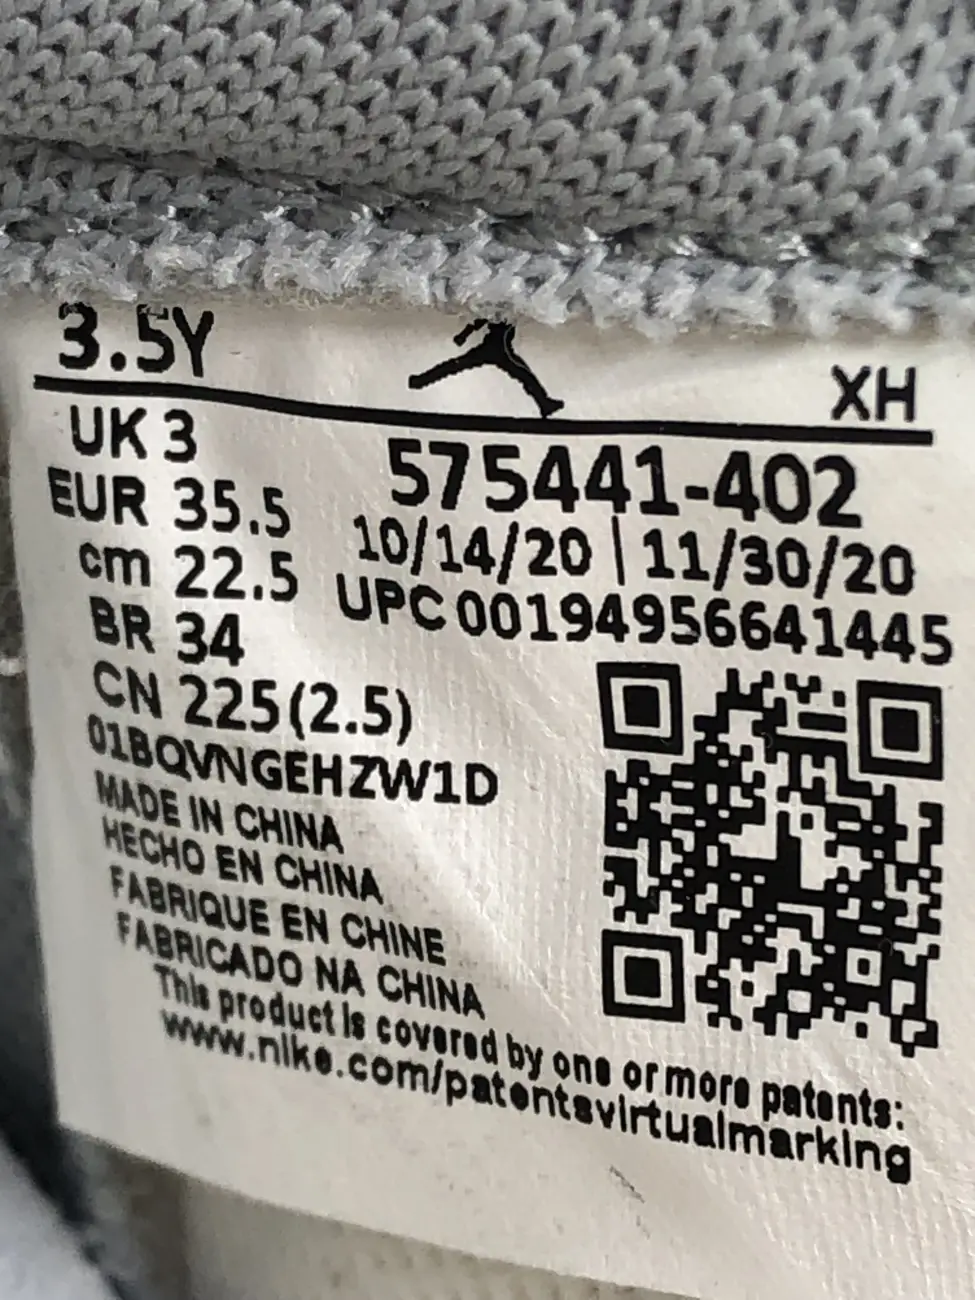 3.5Y
XH
UK 3
575441-402
EUR 35.5
10/14/20 | 11/30/20
cm 22.5
UPC 00194956641445
BR 34
CN 225(2.5)
01BQVNGEHZW1D
MADE IN CHINA
HECHO EN CHINA
FABRIQUE EN CHINE
FABRICADO NA CHINA
This product is covered by one or more patents:
www.nike.com/patentsvirtualmarking